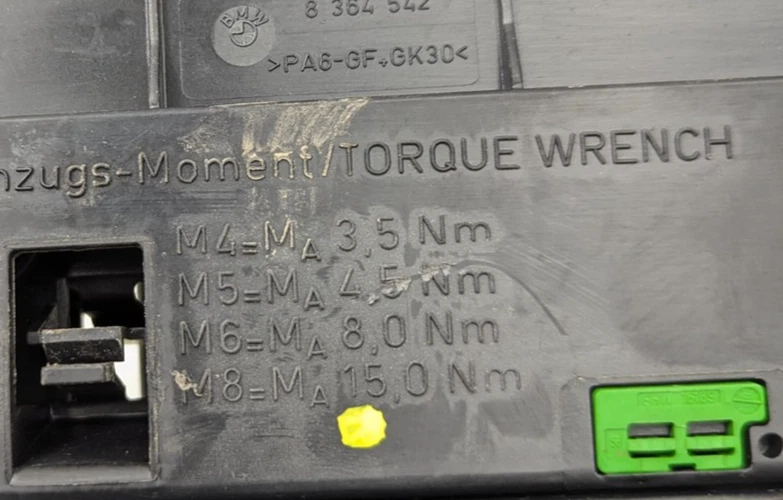 8 364 542
BMW
>PA6-GF+GK30<
nzugs-Moment/TORQUE WRENCH
M4=MA 3,5 Nm
M5=MA 4,5 Nm
M6=MA 8,0 Nm
M8=MA 15,0 Nm